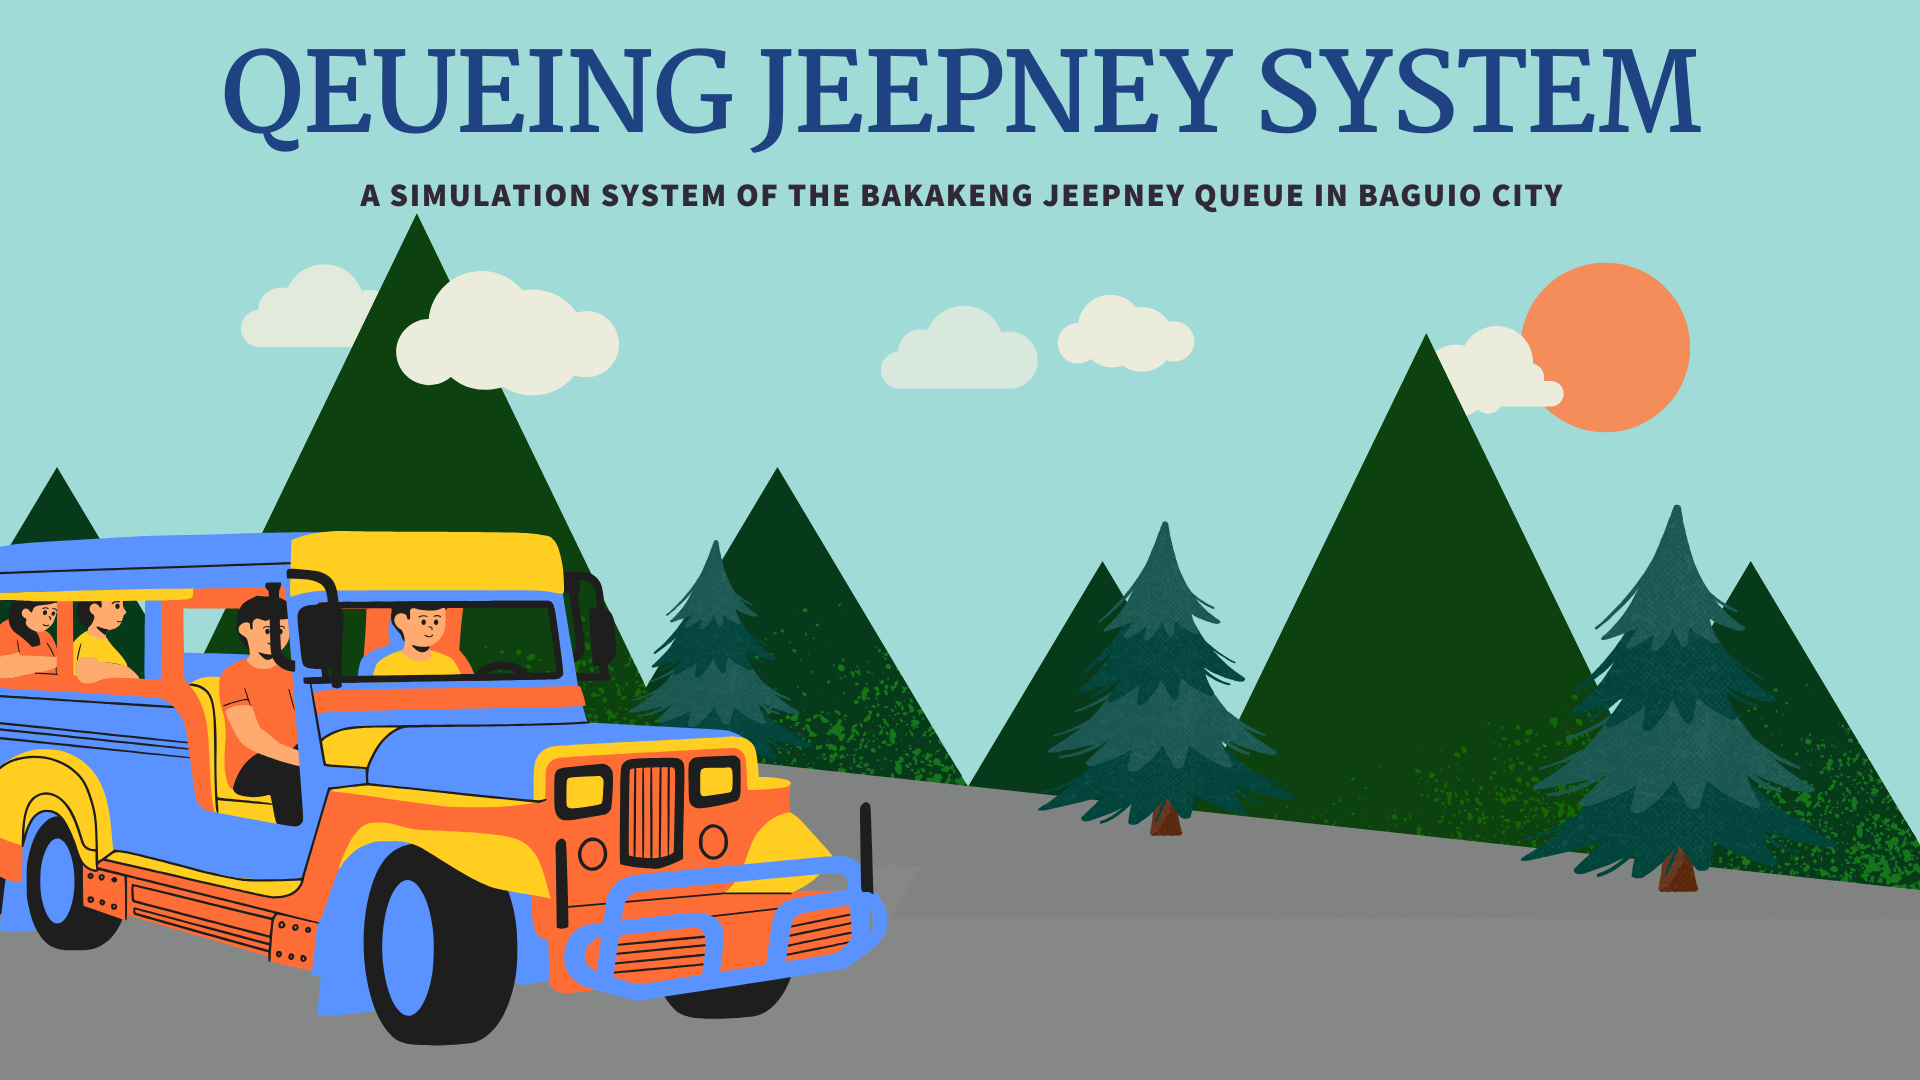 QEUEING JEEPNEY SYSTEM
A SIMULATION SYSTEM OF THE BAKAKENG JEEPNEY QUEUE IN BAGUIO CITY